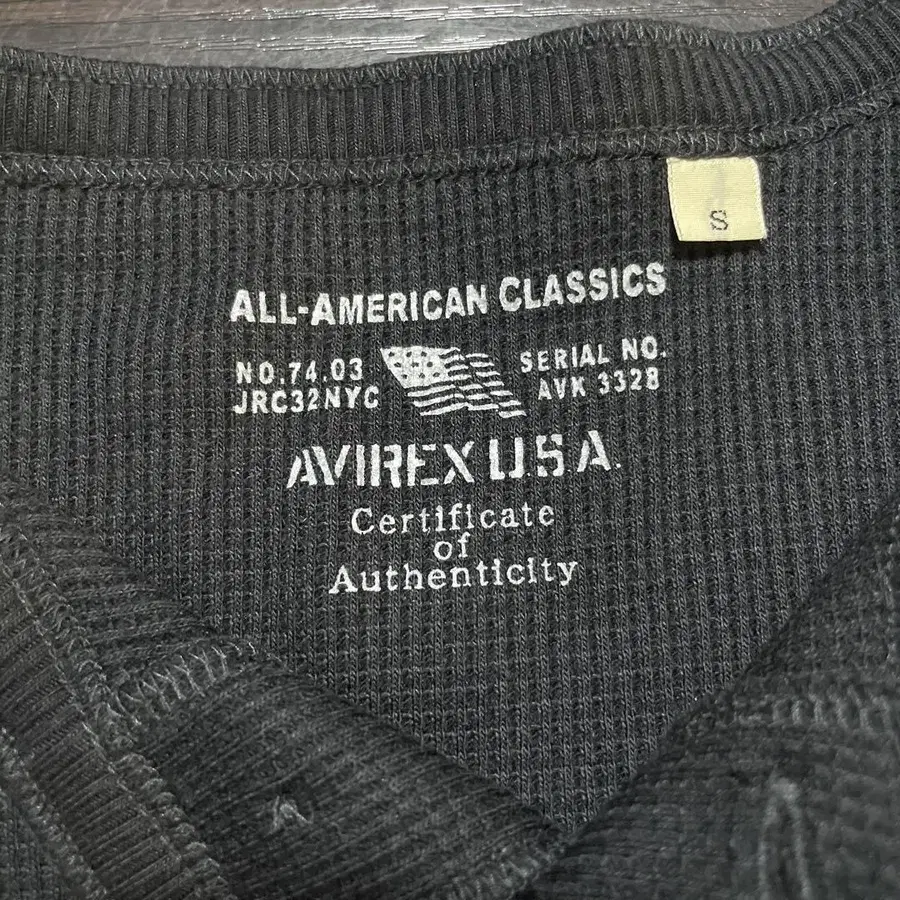 S
ALL-AMERICAN CLASSICS
NO.74.03
JRC32NYC
SERIAL NO.
AVK 3328
AVIREX U.S.A.
Certificate
of
Authenticity